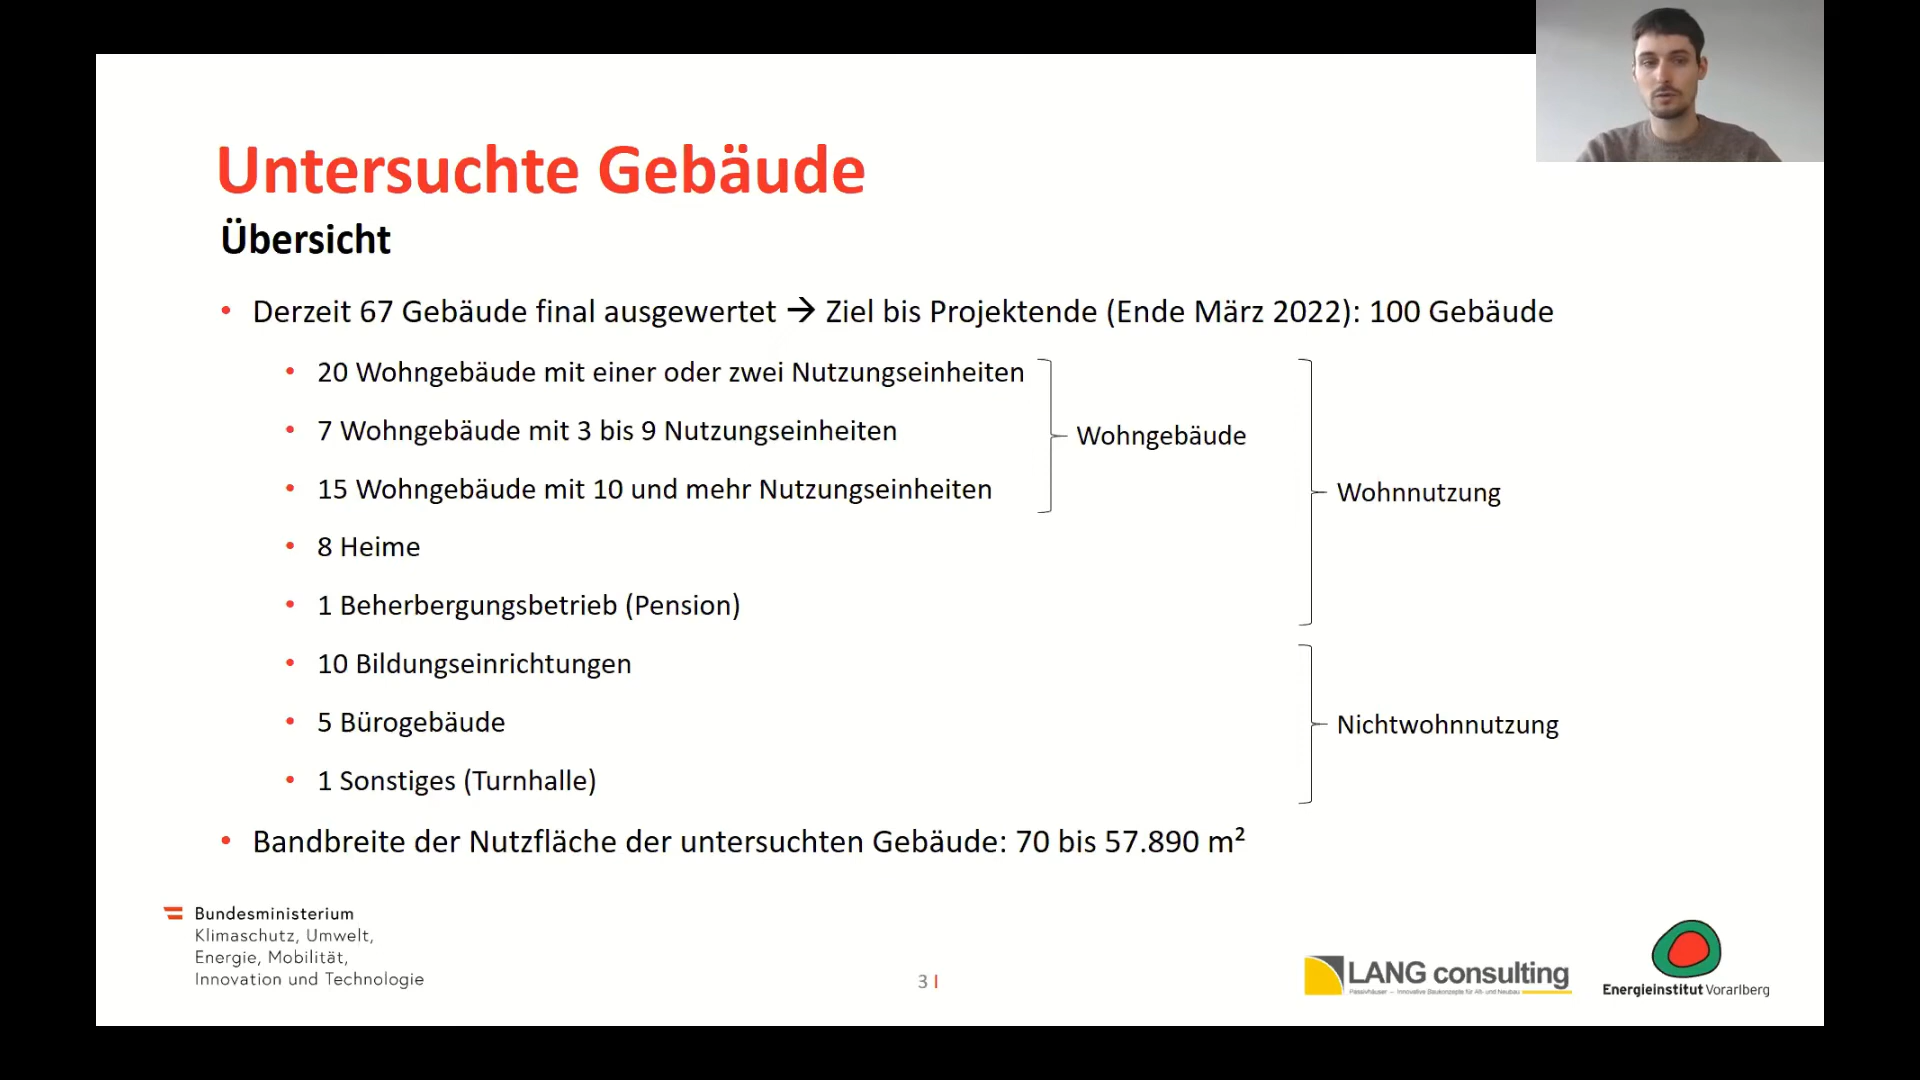 Untersuchte Gebäude
Übersicht
• Derzeit 67 Gebäude final ausgewertet → Ziel bis Projektende (Ende März 2022): 100 Gebäude
• 20 Wohngebäude mit einer oder zwei Nutzungseinheiten
• 7 Wohngebäude mit 3 bis 9 Nutzungseinheiten
Wohngebäude
• 15 Wohngebäude mit 10 und mehr Nutzungseinheiten
Wohnnutzung
• 8 Heime
• 1 Beherbergungsbetrieb (Pension)
• 10 Bildungseinrichtungen
• 5 Bürogebäude
Nichtwohnnutzung
• 1 Sonstiges (Turnhalle)
• Bandbreite der Nutzfläche der untersuchten Gebäude: 70 bis 57.890 m²
Bundesministerium
Klimaschutz, Umwelt,
Energie, Mobilität,
Innovation und Technologie
3 I
LANG consulting
Passivhäuser – Innovative Baukonzepte für Alt- und Neubau
Energieinstitut Vorarlberg